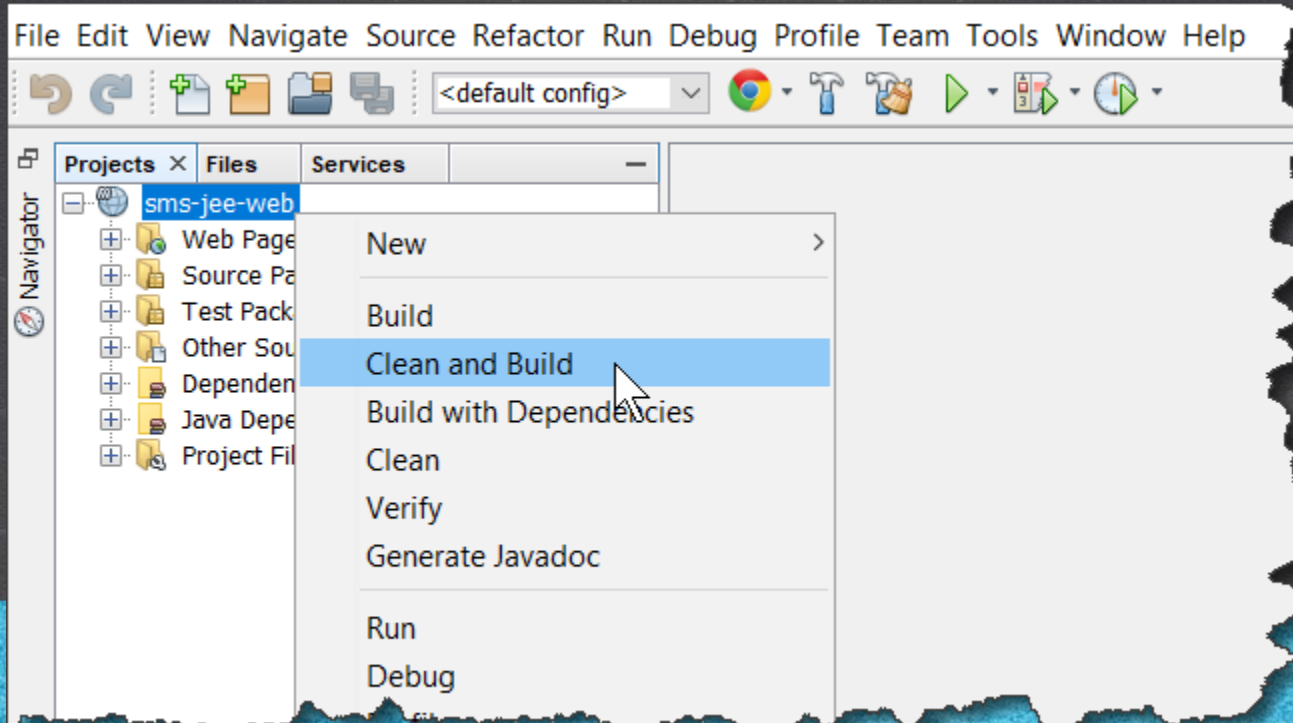 File Edit View Navigate Source Refactor Run Debug Profile Team Tools Window Help
<default config>
Projects Files Services
Navigator
sms-jee-web
Web Page
Source Pa
Test Pack
Other Sou
Dependen
Java Depe
Project Fil
New
Build
Clean and Build
Build with Dependencies
Clean
Verify
Generate Javadoc
Run
Debug